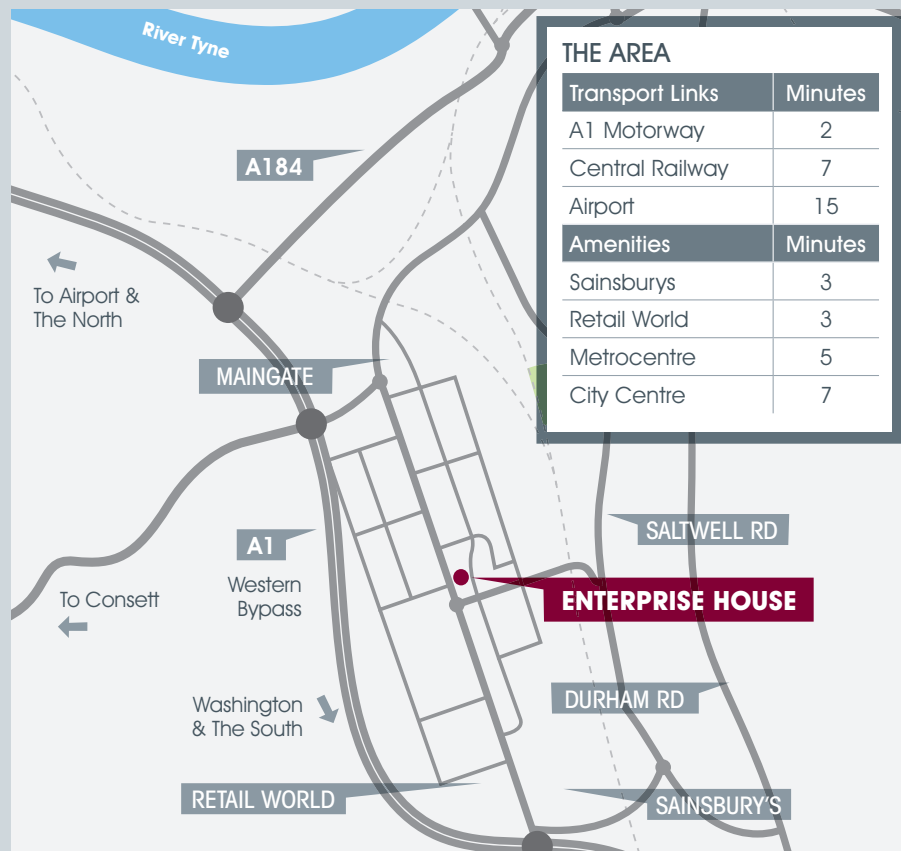 River Tyne
THE AREA
Transport Links Minutes
A1 Motorway 2
Central Railway 7
Airport 15
Amenities Minutes
Sainsburys 3
Retail World 3
Metrocentre 5
City Centre 7
A184
To Airport &
The North
MAINGATE
A1
Western
Bypass
SALTWELL RD
To Consett
ENTERPRISE HOUSE
DURHAM RD
Washington
& The South
RETAIL WORLD
SAINSBURY'S